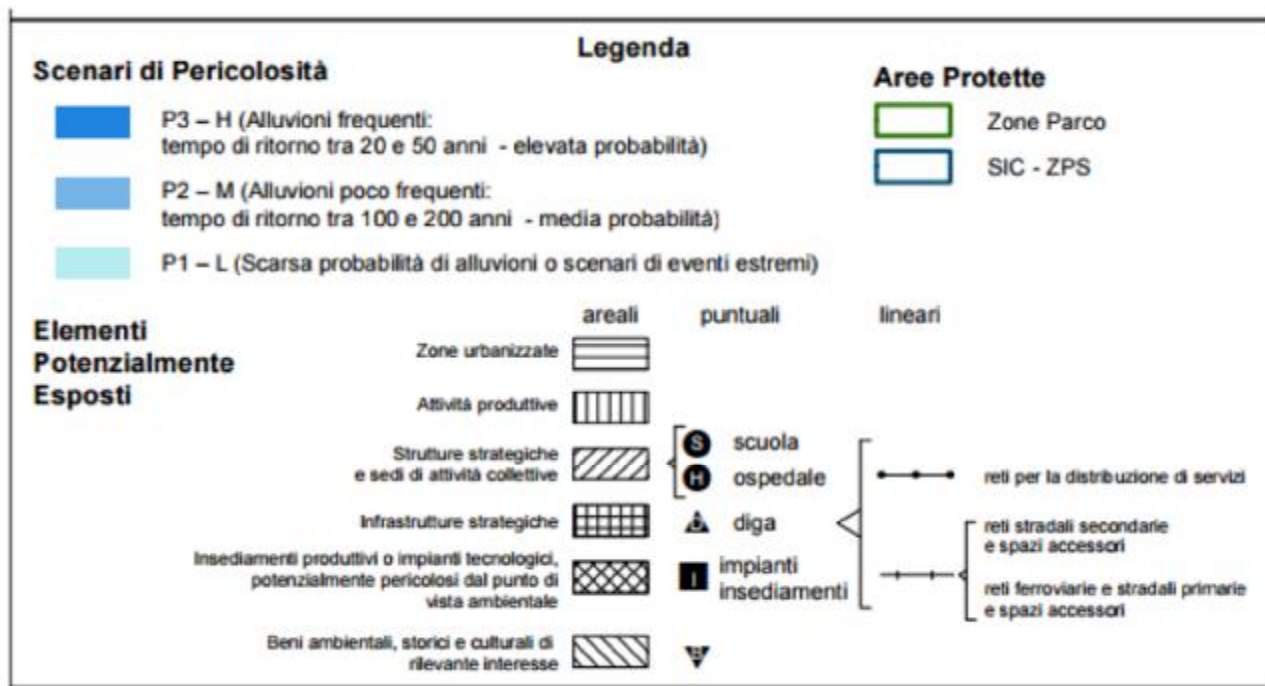 Legenda
Scenari di Pericolosità
P3 – H (Alluvioni frequenti:
tempo di ritorno tra 20 e 50 anni - elevata probabilità)
P2 – M (Alluvioni poco frequenti:
tempo di ritorno tra 100 e 200 anni - media probabilità)
P1 – L (Scarsa probabilità di alluvioni o scenari di eventi estremi)
Aree Protette
Zone Parco
SIC - ZPS
Elementi
Potenzialmente
Esposti
areali
puntuali
lineari
Zone urbanizzate
Attività produttive
Strutture strategiche
e sedi di attività collettive
S scuola
H ospedale
Infrastrutture strategiche
D diga
Insediamenti produttivi o impianti tecnologici,
potenzialmente pericolosi dal punto di
vista ambientale
I impianti
insediamenti
Beni ambientali, storici e culturali di
rilevante interesse
B
reti per la distribuzione di servizi
reti stradali secondarie
e spazi accessori
reti ferroviarie e stradali primarie
e spazi accessori